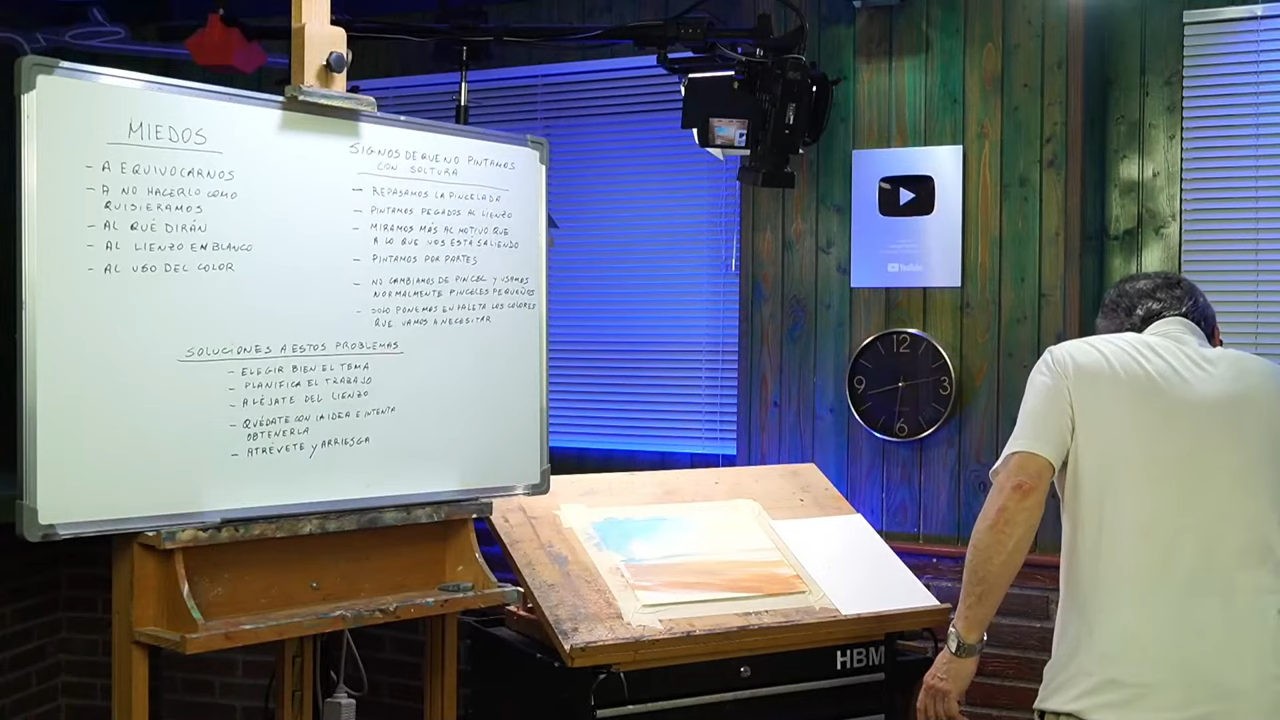 MIEDOS
- A EQUIVOCARNOS
- A NO HACERLO COMO
QUISIERAMOS
- AL QUÉ DIRÁN
- AL LIENZO EN BLANCO
- AL USO DEL COLOR
SIGNOS DE QUE NO PINTAMOS
CON SOLTURA
- REPASAMOS LA PINCELADA
- PINTAMOS PEGADOS AL LIENZO
- MIRAMOS MÁS AL MOTIVO QUE
A LO QUE NOS ESTÁ SALIENDO
- PINTAMOS POR PARTES
- NO CAMBIAMOS DE PINCEL Y USAMOS
NORMALMENTE PINCELES PEQUEÑOS
- SOLO PONEMOS EN PALETA LOS COLORES
QUE VAMOS A NECESITAR
SOLUCIONES A ESTOS PROBLEMAS
- ELEGIR BIEN EL TEMA
- PLANIFICA EL TRABAJO
- ALÉJATE DEL LIENZO
- QUÉDATE CON LA IDEA E INTENTA
OBTENERLA
- ATRÉVETE Y ARRIESGA
YouTube
12
9
3
6
HBM